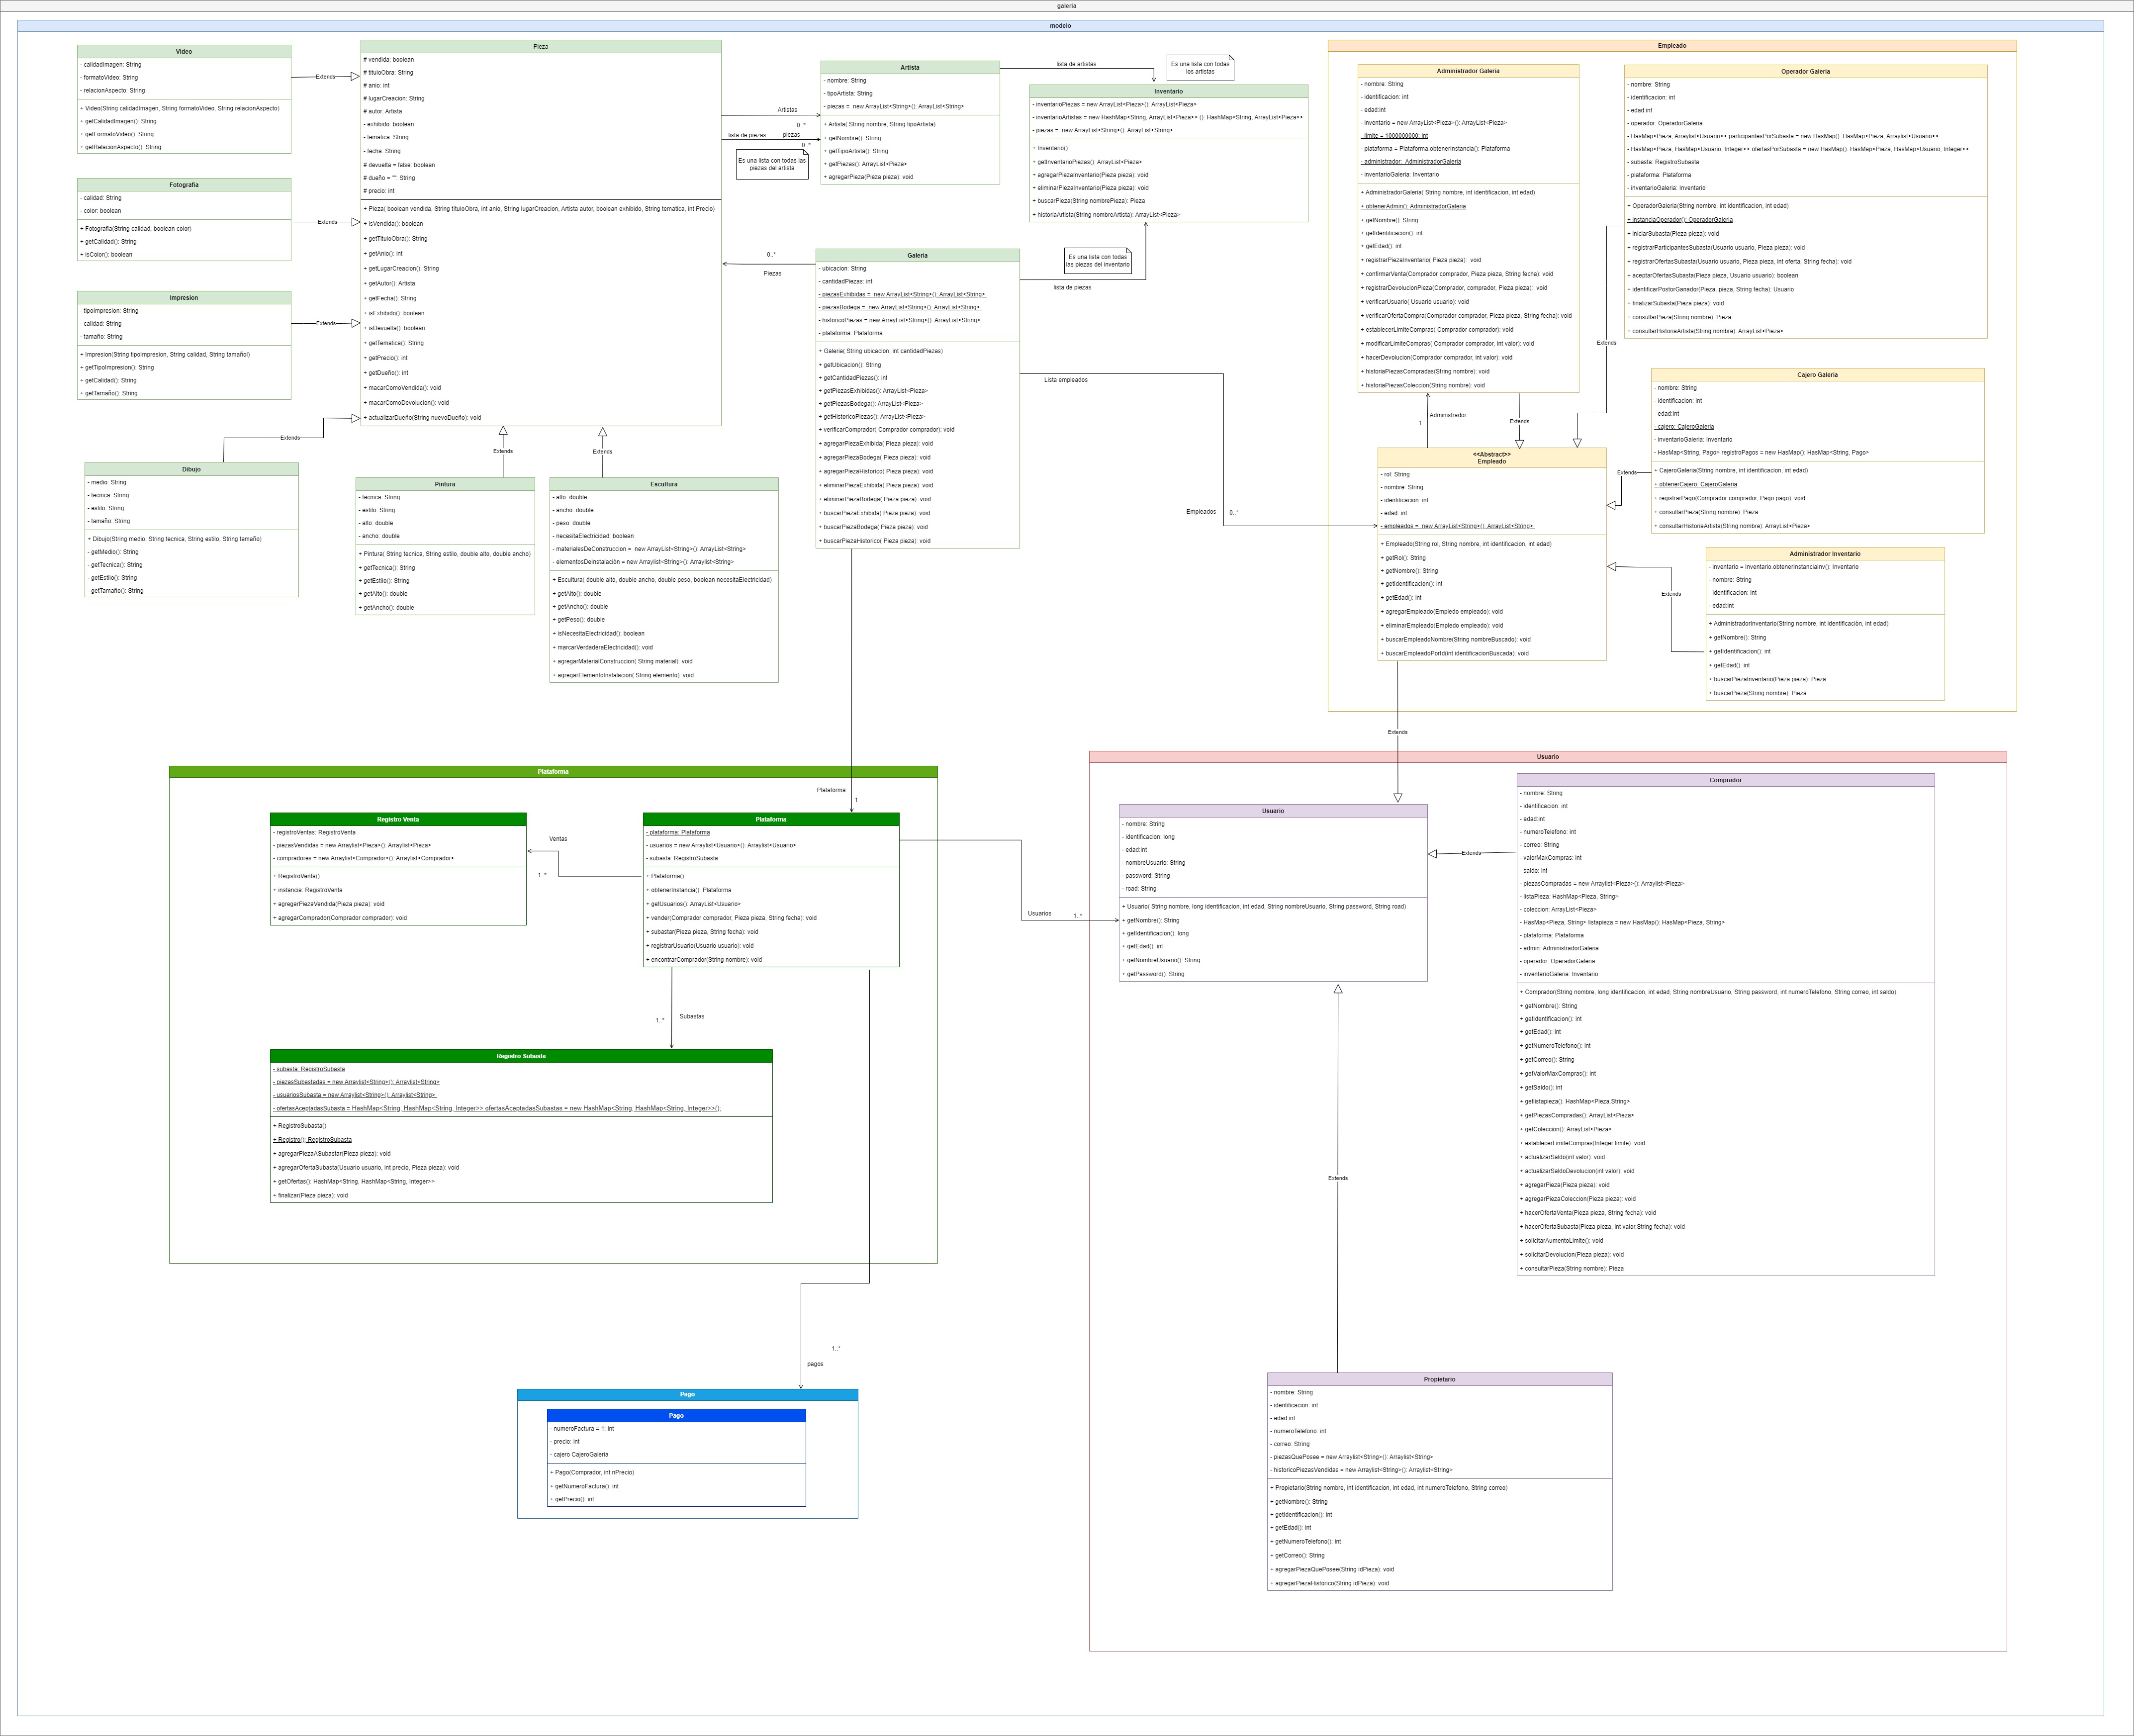 galeria
modelo
Video
- calidadImagen: String
- formatoVideo: String
- relacionAspecto: String
+ Video(String calidadImagen, String formatoVideo, String relacionAspecto)
+ getCalidadImagen(): String
+ getFormatoVideo(): String
+ getRelacionAspecto(): String
Extends
Fotografia
- calidad: String
- color: boolean
+ Fotografia(String calidad, boolean color)
+ getCalidad(): String
+ isColor(): boolean
Extends
Impresion
- tipoImpresion: String
- calidad: String
- tamaño: String
+ Impresion(String tipoImpresion, String calidad, String tamañol)
+ getTipoImpresion(): String
+ getCalidad(): String
+ getTamaño(): String
Extends
Dibujo
- medio: String
- tecnica: String
- estilo: String
- tamaño: String
+ Dibujo(String medio, String tecnica, String estilo, String tamaño)
- getMedio(): String
- getTecnica(): String
- getEstilo(): String
- getTamaño(): String
Extends
Pieza
# vendida: boolean
# tituloObra: String
# anio: int
# lugarCreacion: String
# autor: Artista
- exhibido: boolean
- tematica: String
- fecha: String
# devuelta = false: boolean
# dueño = "": String
# precio: int
+ Pieza( boolean vendida, String títuloObra, int anio, String lugarCreacion, Artista autor, boolean exhibido, String tematica, int Precio)
+ isVendida(): boolean
+ getTituloObra(): String
+ getAnio(): int
+ getLugarCreacion(): String
+ getAutor(): Artista
+ getFecha(): String
+ isExhibido(): boolean
+ isDevuelta(): boolean
+ getTematica(): String
+ getPrecio(): int
+ getDueño(): int
+ macarComoVendida(): void
+ macarComoDevolucion(): void
+ actualizarDueño(String nuevoDueño): void
Extends
Extends
Pintura
- tecnica: String
- estilo: String
- alto: double
- ancho: double
+ Pintura( String tecnica, String estilo, double alto, double ancho)
+ getTecnica(): String
+ getEstilo(): String
+ getAlto(): double
+ getAncho(): double
Escultura
- alto: double
- ancho: double
- peso: double
- necesitaElectricidad: boolean
- materialesDeConstruccion = new ArrayList<String>(): ArrayList<String>
- elementosDeInstalación = new Arraylist<String>(): Arraylist<String>
+ Escultura( double alto, double ancho, double peso, boolean necesitaElectricidad)
+ getAlto(): double
+ getAncho(): double
+ getPeso(): double
+ isNecesitaElectricidad(): boolean
+ marcarVerdaderaElectricidad(): void
+ agregarMaterialConstruccion( String material): void
+ agregarElementoInstalacion( String elemento): void
Artistas
0..*
lista de piezas
piezas
0..*
Es una lista con todas las
piezas del artista
Artista
- nombre: String
- tipoArtista: String
- piezas = new ArrayList<String>(): ArrayList<String>
+ Artista( String nombre, String tipoArtista)
+ getNombre(): String
+ getTipoArtista(): String
+ getPiezas(): ArrayList<Pieza>
+ agregarPieza(Pieza pieza): void
lista de artistas
Es una lista con todas
los artistas
Inventario
- inventarioPiezas = new ArrayList<Pieza>(): ArrayList<Pieza>
- inventarioArtistas = new HashMap<String, ArrayList<Pieza>> (): HashMap<String, ArrayList<Pieza>>
- piezas = new ArrayList<String>(): ArrayList<String>
+ Inventario()
+ getInventarioPiezas(): ArrayList<Pieza>
+ agregarPiezaInventario(Pieza pieza): void
+ eliminarPiezaInventario(Pieza pieza): void
+ buscarPieza(String nombrePieza): Pieza
+ historiaArtista(String nombreArtista): ArrayList<Pieza>
0..*
Piezas
Es una lista con todas
las piezas del inventario
lista de piezas
Galeria
- ubicacion: String
- cantidadPiezas: int
- piezasExhibidas = new ArrayList<String>(): ArrayList<String>
- piezasBodega = new ArrayList<String>(): ArrayList<String>
- historicoPiezas = new ArrayList<String>(): ArrayList<String>
- plataforma: Plataforma
+ Galeria( String ubicacion, int cantidadPiezas)
+ getUbicacion(): String
+ getCantidadPiezas(): int
+ getPiezasExhibidas(): ArrayList<Pieza>
+ getPiezasBodega(): ArrayList<Pieza>
+ getHistoricoPiezas(): ArrayList<Pieza>
+ verificarComprador( Comprador comprador): void
+ agregarPiezaExhibida( Pieza pieza): void
+ agregarPiezaBodega( Pieza pieza): void
+ agregarPiezaHistorico( Pieza pieza): void
+ eliminarPiezaExhibida( Pieza pieza): void
+ eliminarPiezaBodega( Pieza pieza): void
+ buscarPiezaExhibida( Pieza pieza): void
+ buscarPiezaBodega( Pieza pieza): void
+ buscarPiezaHistorico( Pieza pieza): void
Lista empleados
Empleados
0..*
Empleado
Administrador Galeria
- nombre: String
- identificacion: int
- edad:int
- inventario = new ArrayList<Pieza>(): ArrayList<Pieza>
- limite = 1000000000: int
- plataforma = Plataforma.obtenerInstancia(): Plataforma
- administrador: AdministradorGaleria
- inventarioGaleria: Inventario
+ AdministradorGaleria( String nombre, int identificacion, int edad)
+ obtenerAdmin(): AdministradorGaleria
+ getNombre(): String
+ getIdentificacion(): int
+ getEdad(): int
+ registrarPiezaInventario( Pieza pieza): void
+ confirmarVenta(Comprador comprador, Pieza pieza, String fecha): void
+ registrarDevolucionPieza(Comprador, comprador, Pieza pieza): void
+ verificarUsuario( Usuario usuario): void
+ verificarOfertaCompra(Comprador comprador, Pieza pieza, String fecha): void
+ establecerLimiteCompras( Comprador comprador): void
+ modificarLimiteCompras( Comprador comprador, int valor): void
+ hacerDevolucion(Comprador comprador, int valor): void
+ historiaPiezasCompradas(String nombre): void
+ historiaPiezasColeccion(String nombre): void
Operador Galeria
- nombre: String
- identificacion: int
- edad:int
- operador: OperadorGaleria
- HasMap<Pieza, Arraylist<Usuario>> participantesPorSubasta = new HasMap(): HasMap<Pieza, Arraylist<Usuario>>
- HasMap<Pieza, HasMap<Usuario, Integer>> ofertasPorSubasta = new HasMap(): HasMap<Pieza, HasMap<Usuario, Integer>>
- subasta: RegistroSubasta
- plataforma: Plataforma
- inventarioGaleria: Inventario
+ OperadorGaleria(String nombre, int identificacion, int edad)
+ instanciaOperador(): OperadorGaleria
+ iniciarSubasta(Pieza pieza): void
+ registrarParticipantesSubasta(Usuario usuario, Pieza pieza): void
+ registrarOfertasSubasta(Usuario usuario, Pieza pieza, int oferta, String fecha): void
+ aceptarOfertasSubasta(Pieza pieza, Usuario usuario): boolean
+ identificarPostorGanador(Pieza, pieza, String fecha): Usuario
+ finalizarSubasta(Pieza pieza): void
+ consultarPieza(String nombre): Pieza
+ consultarHistoriaArtista(String nombre): ArrayList<Pieza>
Extends
Administrador
1
Extends
Cajero Galeria
- nombre: String
- identificacion: int
- edad:int
- cajero: CajeroGaleria
- inventarioGaleria: Inventario
- HasMap<String, Pago> registroPagos = new HasMap(): HasMap<String, Pago>
+ CajeroGaleria(String nombre, int identificacion, int edad)
+ obtenerCajero: CajeroGaleria
+ registrarPago(Comprador comprador, Pago pago): void
+ consultarPieza(String nombre): Pieza
+ consultarHistoriaArtista(String nombre): ArrayList<Pieza>
Extends
<<Abstract>>
Empleado
- rol: String
- nombre: String
- identificacion: int
- edad: int
- empleados = new ArrayList<String>(): ArrayList<String>
+ Empleado(String rol, String nombre, int identificacion, int edad)
+ getRol(): String
+ getNombre(): String
+ getIdentificacion(): int
+ getEdad(): int
+ agregarEmpleado(Empledo empleado): void
+ eliminarEmpleado(Empledo empleado): void
+ buscarEmpleadoNombre(String nombreBuscado): void
+ buscarEmpleadoPorId(int identificacionBuscada): void
Extends
Administrador Inventario
- inventario = Inventario.obtenerInstancialnv(): Inventario
- nombre: String
- identificacion: int
- edad:int
+ AdministradorInventario(String nombre, int identificación, int edad)
+ getNombre(): String
+ getIdentificacion(): int
+ getEdad(): int
+ buscarPiezaInventario(Pieza pieza): Pieza
+ buscarPieza(String nombre): Pieza
Extends
Plataforma
Plataforma
1
Registro Venta
- registroVentas: RegistroVenta
- piezasVendidas = new Arraylist<Pieza>(): Arraylist<Pieza>
- compradores = new Arraylist<Comprador>(): Arraylist<Comprador>
+ RegistroVenta()
+ instancia: RegistroVenta
+ agregarPiezaVendida(Pieza pieza): void
+ agregarComprador(Comprador comprador): void
Ventas
1..*
Plataforma
- plataforma: Plataforma
- usuarios = new Arraylist<Usuario>(): Arraylist<Usuario>
- subasta: RegistroSubasta
+ Plataforma()
+ obtenerInstancia(): Plataforma
+ getUsuarios(): ArrayList<Usuario>
+ vender(Comprador comprador, Pieza pieza, String fecha): void
+ subastar(Pieza pieza, String fecha): void
+ registrarUsuario(Usuario usuario): void
+ encontrarComprador(String nombre): void
1..*
Subastas
Registro Subasta
- subasta: RegistroSubasta
- piezasSubastadas = new Arraylist<String>(): Arraylist<String>
- usuariosSubasta = new Arraylist<String>(): Arraylist<String>
- ofertasAceptadasSubasta = HashMap<String, HashMap<String, Integer>> ofertasAceptadasSubastas = new HashMap<String, HashMap<String, Integer>>();
+ RegistroSubasta()
+ Registro(): RegistroSubasta
+ agregarPiezaASubastar(Pieza pieza): void
+ agregarOfertaSubasta(Usuario usuario, int precio, Pieza pieza): void
+ getOfertas(): HashMap<String, HashMap<String, Integer>>
+ finalizar(Pieza pieza): void
Usuarios
1..*
1..*
pagos
Pago
Pago
- numeroFactura = 1: int
- precio: int
- cajero CajeroGaleria
+ Pago(Comprador, int nPrecio)
+ getNumeroFactura(): int
+ getPrecio(): int
Usuario
Usuario
- nombre: String
- identificacion: long
- edad:int
- nombreUsuario: String
- password: String
- road: String
+ Usuario( String nombre, long identificacion, int edad, String nombreUsuario, String password, String road)
+ getNombre(): String
+ getIdentificacion(): long
+ getEdad(): int
+ getNombreUsuario(): String
+ getPassword(): String
Extends
Comprador
- nombre: String
- identificacion: int
- edad:int
- numeroTelefono: int
- correo: String
- valorMaxCompras: int
- saldo: int
- piezasCompradas = new Arraylist<Pieza>(): Arraylist<Pieza>
- listaPieza: HashMap<Pieza, String>
- coleccion: ArrayList<Pieza>
- HasMap<Pieza, String> listapieza = new HasMap(): HasMap<Pieza, String>
- plataforma: Plataforma
- admin: AdministradorGaleria
- operador: OperadorGaleria
- inventarioGaleria: Inventario
+ Comprador(String nombre, long identificacion, int edad, String nombreUsuario, String password, int numeroTelefono, String correo, int saldo)
+ getNombre(): String
+ getIdentificacion(): int
+ getEdad(): int
+ getNumeroTelefono(): int
+ getCorreo(): String
+ getValorMaxCompras(): int
+ getSaldo(): int
+ getlistapieza(): HashMap<Pieza,String>
+ getPiezasCompradas(): ArrayList<Pieza>
+ getColeccion(): ArrayList<Pieza>
+ establecerLimiteCompras(Integer limite): void
+ actualizarSaldo(int valor): void
+ actualizarSaldoDevolucion(int valor): void
+ agregarPieza(Pieza pieza): void
+ agregarPiezaColeccion(Pieza pieza): void
+ hacerOfertaVenta(Pieza pieza, String fecha): void
+ hacerOfertaSubasta(Pieza pieza, int valor,String fecha): void
+ solicitarAumentoLimite(): void
+ solicitarDevolucion(Pieza pieza): void
+ consultarPieza(String nombre): Pieza
Extends
Propietario
- nombre: String
- identificacion: int
- edad:int
- numeroTelefono: int
- correo: String
- piezasQuePosee = new Arraylist<String>(): Arraylist<String>
- historicoPiezasVendidas = new Arraylist<String>(): Arraylist<String>
+ Propietario(String nombre, int identificacion, int edad, int numeroTelefono, String correo)
+ getNombre(): String
+ getIdentificacion(): int
+ getEdad(): int
+ getNumeroTelefono(): int
+ getCorreo(): String
+ agregarPiezaQuePosee(String idPieza): void
+ agregarPiezaHistorico(String idPieza): void